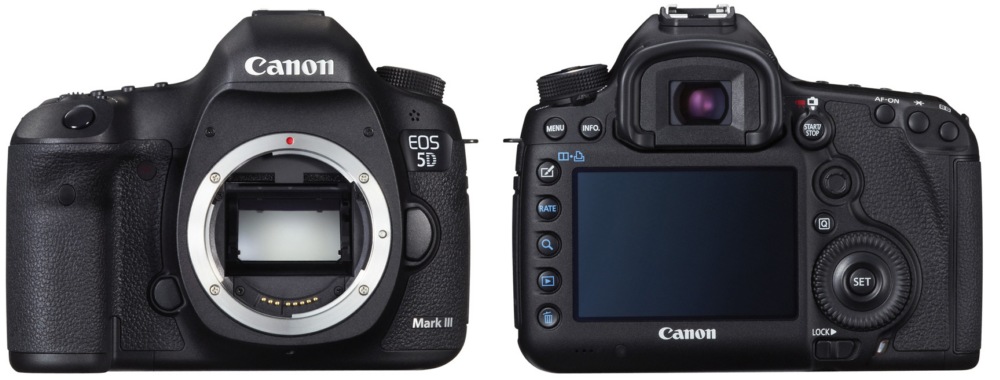 Canon
EOS
5D
Mark III
MENU
INFO.
START/
STOP
AF-ON
RATE
Q
SET
LOCK▶
Canon